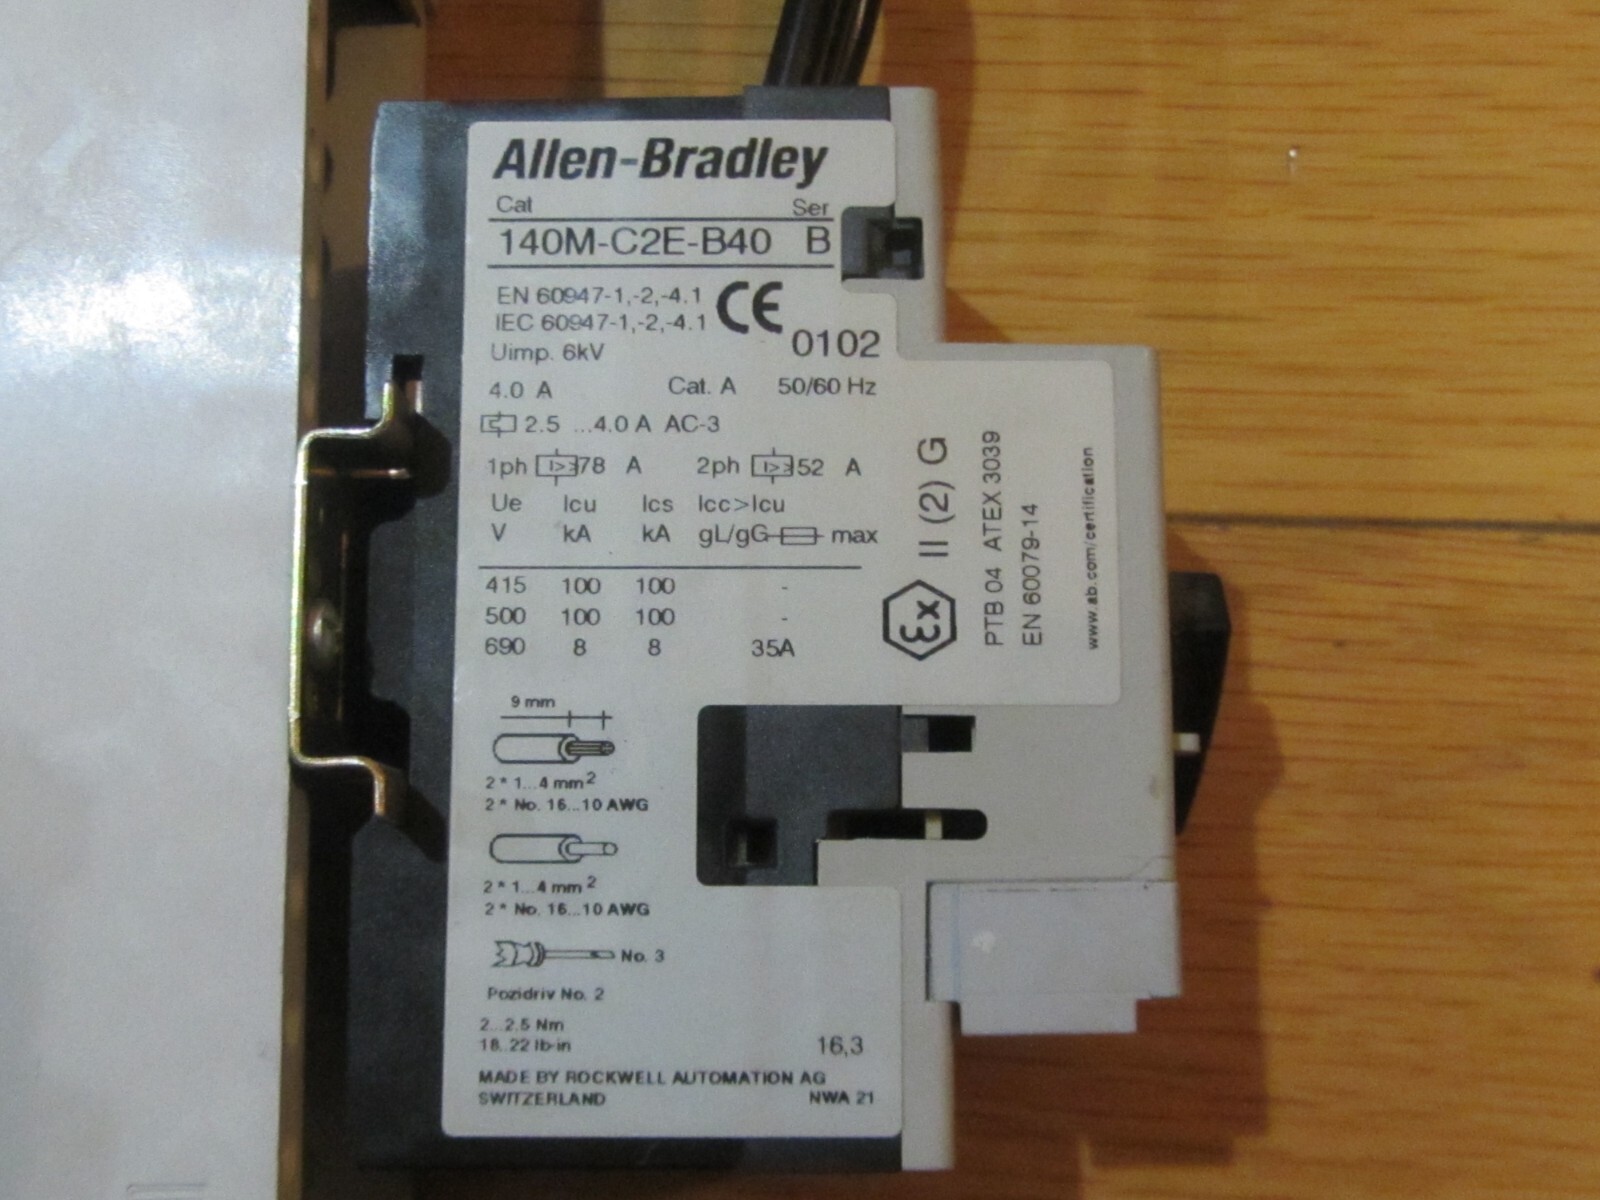 Allen-Bradley
Cat Ser
140M-C2E-B40 B
EN 60947-1,-2,-4.1
IEC 60947-1,-2,-4.1
CE 0102
Uimp. 6kV
4.0 A Cat. A 50/60 Hz
2.5 ...4.0 A AC-3
1ph I>> 78 A 2ph I>> 52 A
Ue Icu Ics Icc>Icu
V kA kA gL/gG max
415 100 100 -
500 100 100 -
690 8 8 35A
9 mm
2 * 1...4 mm²
2 * No. 16...10 AWG
2 * 1...4 mm²
2 * No. 16...10 AWG
No. 3
Pozidriv No. 2
2...2.5 Nm
18..22 lb-in
16,3
MADE BY ROCKWELL AUTOMATION AG
SWITZERLAND NWA 21
Ex II (2) G
PTB 04 ATEX 3039
EN 60079-14
www.ab.com/certification